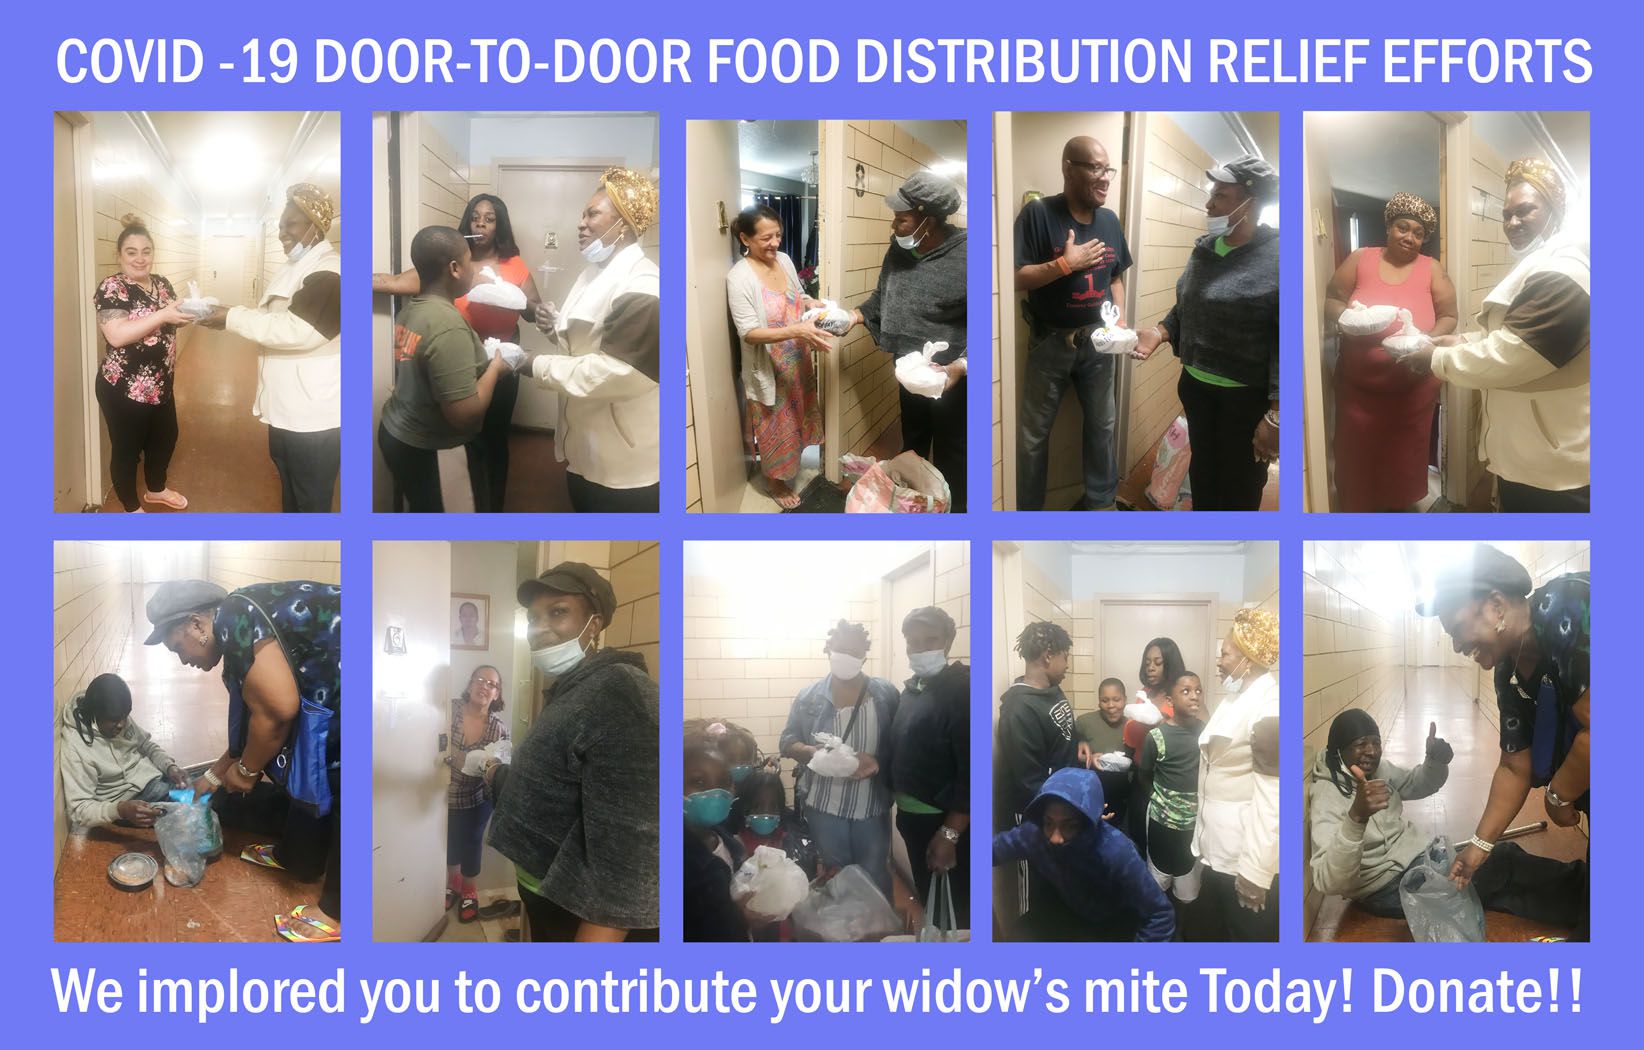 COVID -19 DOOR-TO-DOOR FOOD DISTRIBUTION RELIEF EFFORTS
1
We implored you to contribute your widow's mite Today! Donate!!